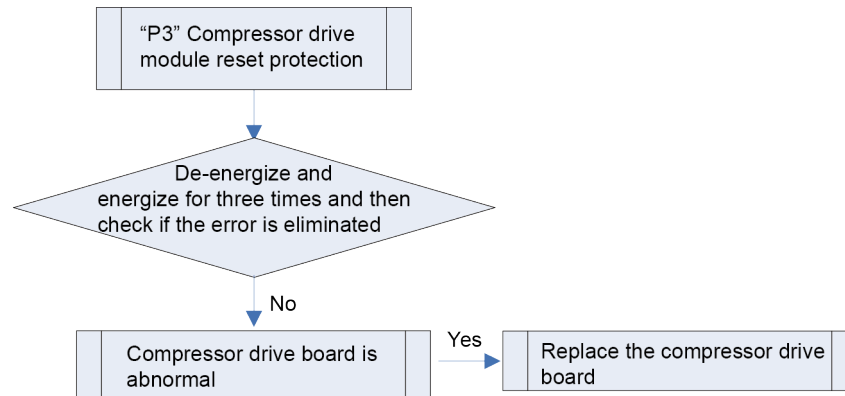 “P3” Compressor drive
module reset protection
De-energize and
energize for three times and then
check if the error is eliminated
No
Compressor drive board is
abnormal
Yes
Replace the compressor drive
board